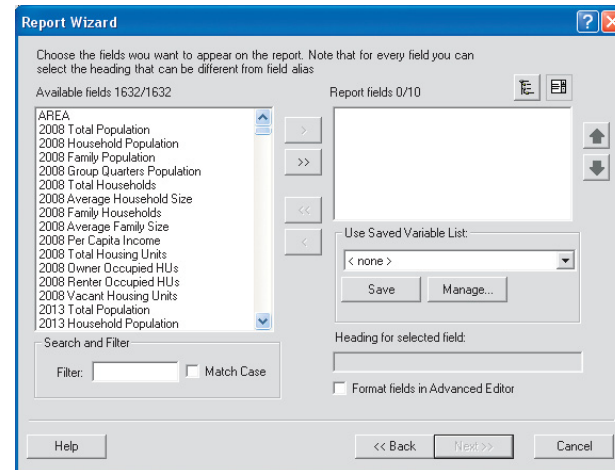 Report Wizard
Choose the fields wou want to appear on the report. Note that for every field you can
select the heading that can be different from field alias
Available fields 1632/1632
AREA
2008 Total Population
2008 Household Population
2008 Family Population
2008 Group Quarters Population
2008 Total Households
2008 Average Household Size
2008 Family Households
2008 Average Family Size
2008 Per Capita Income
2008 Total Housing Units
2008 Owner Occupied HUs
2008 Renter Occupied HUs
2008 Vacant Housing Units
2013 Total Population
2013 Household Population
>
>>
<<
<
Report fields 0/10
Use Saved Variable List:
< none >
Save
Manage...
Search and Filter
Filter:
Match Case
Heading for selected field:
Format fields in Advanced Editor
Help
<< Back
Next >>
Cancel